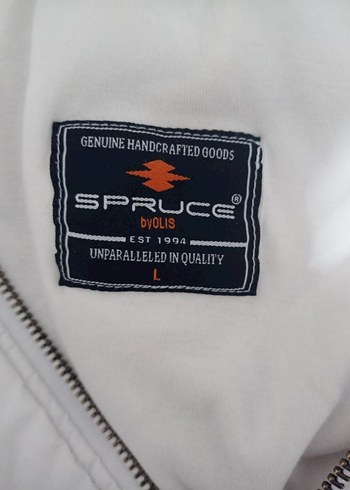 GENUINE HANDCRAFTED GOODS
SPRUCE®
byOLIS
EST 1994
UNPARALLELED IN QUALITY
L